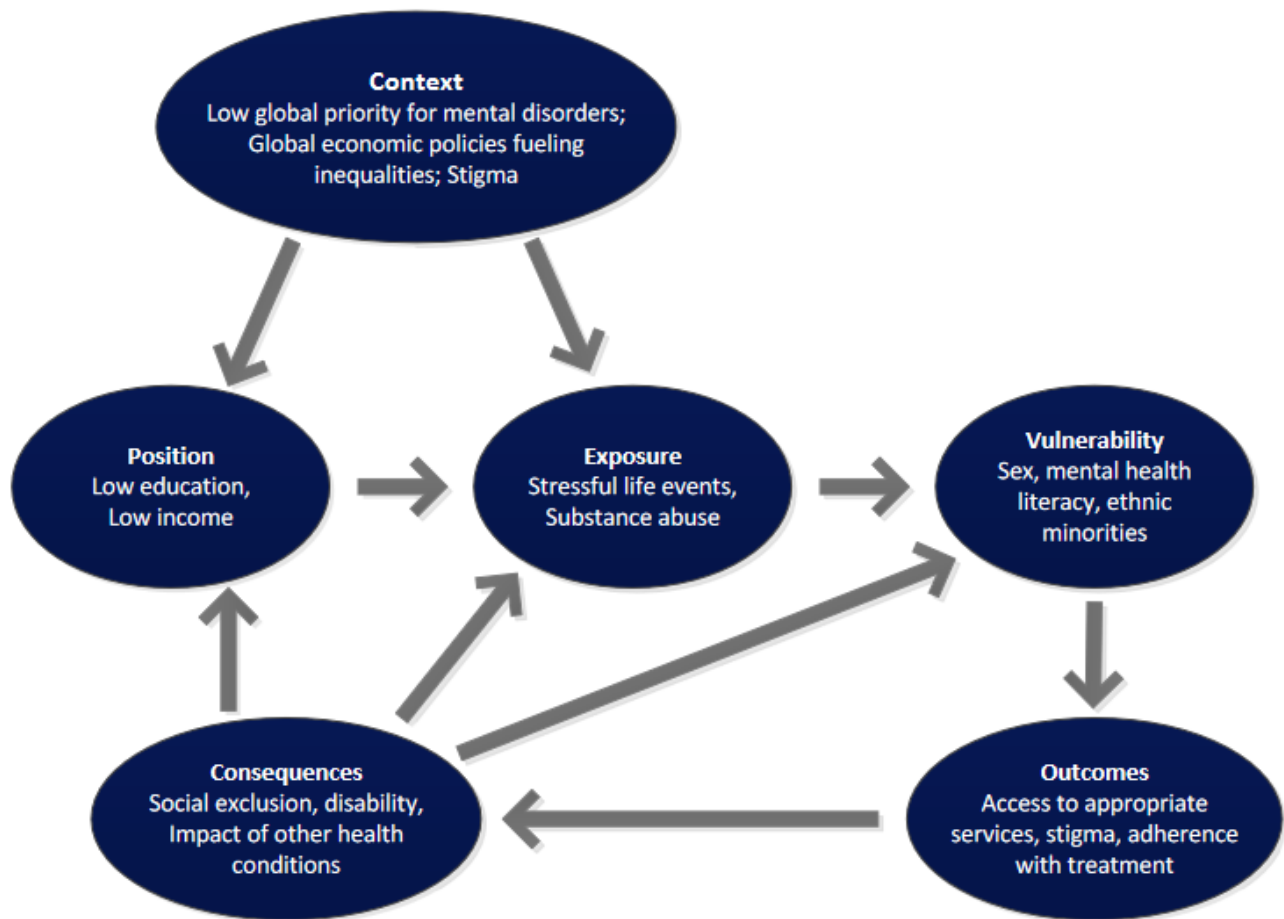 Context
Low global priority for mental disorders;
Global economic policies fueling
inequalities; Stigma
Position
Low education,
Low income
Exposure
Stressful life events,
Substance abuse
Vulnerability
Sex, mental health
literacy, ethnic
minorities
Consequences
Social exclusion, disability,
Impact of other health
conditions
Outcomes
Access to appropriate
services, stigma, adherence
with treatment